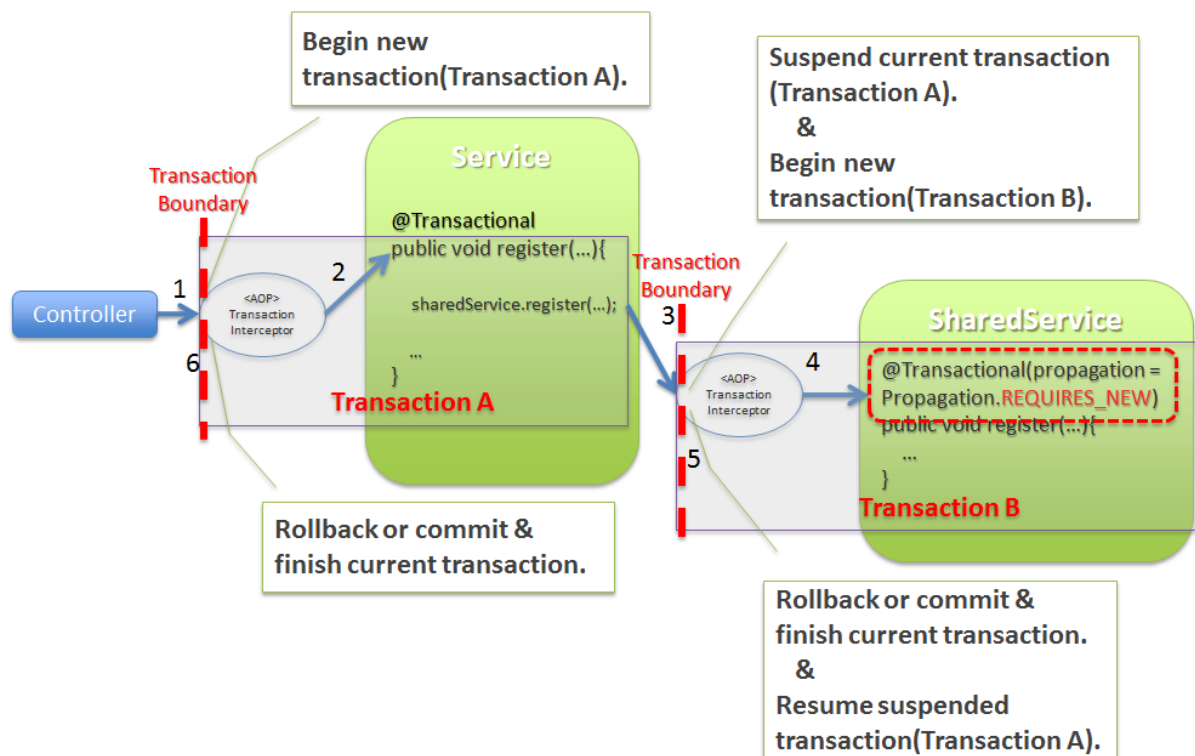 Begin new
transaction(Transaction A).
Suspend current transaction
(Transaction A).
&
Begin new
transaction(Transaction B).
Service
Transaction
Boundary
@Transactional
public void register(...){
sharedService.register(...);
...
}
Transaction A
Controller
1
<AOP>
Transaction
Interceptor
2
6
Transaction
Boundary
3
SharedService
<AOP>
Transaction
Interceptor
4
@Transactional(propagation =
Propagation.REQUIRES_NEW)
public void register(...){
...
}
Transaction B
5
Rollback or commit &
finish current transaction.
Rollback or commit &
finish current transaction.
&
Resume suspended
transaction(Transaction A).